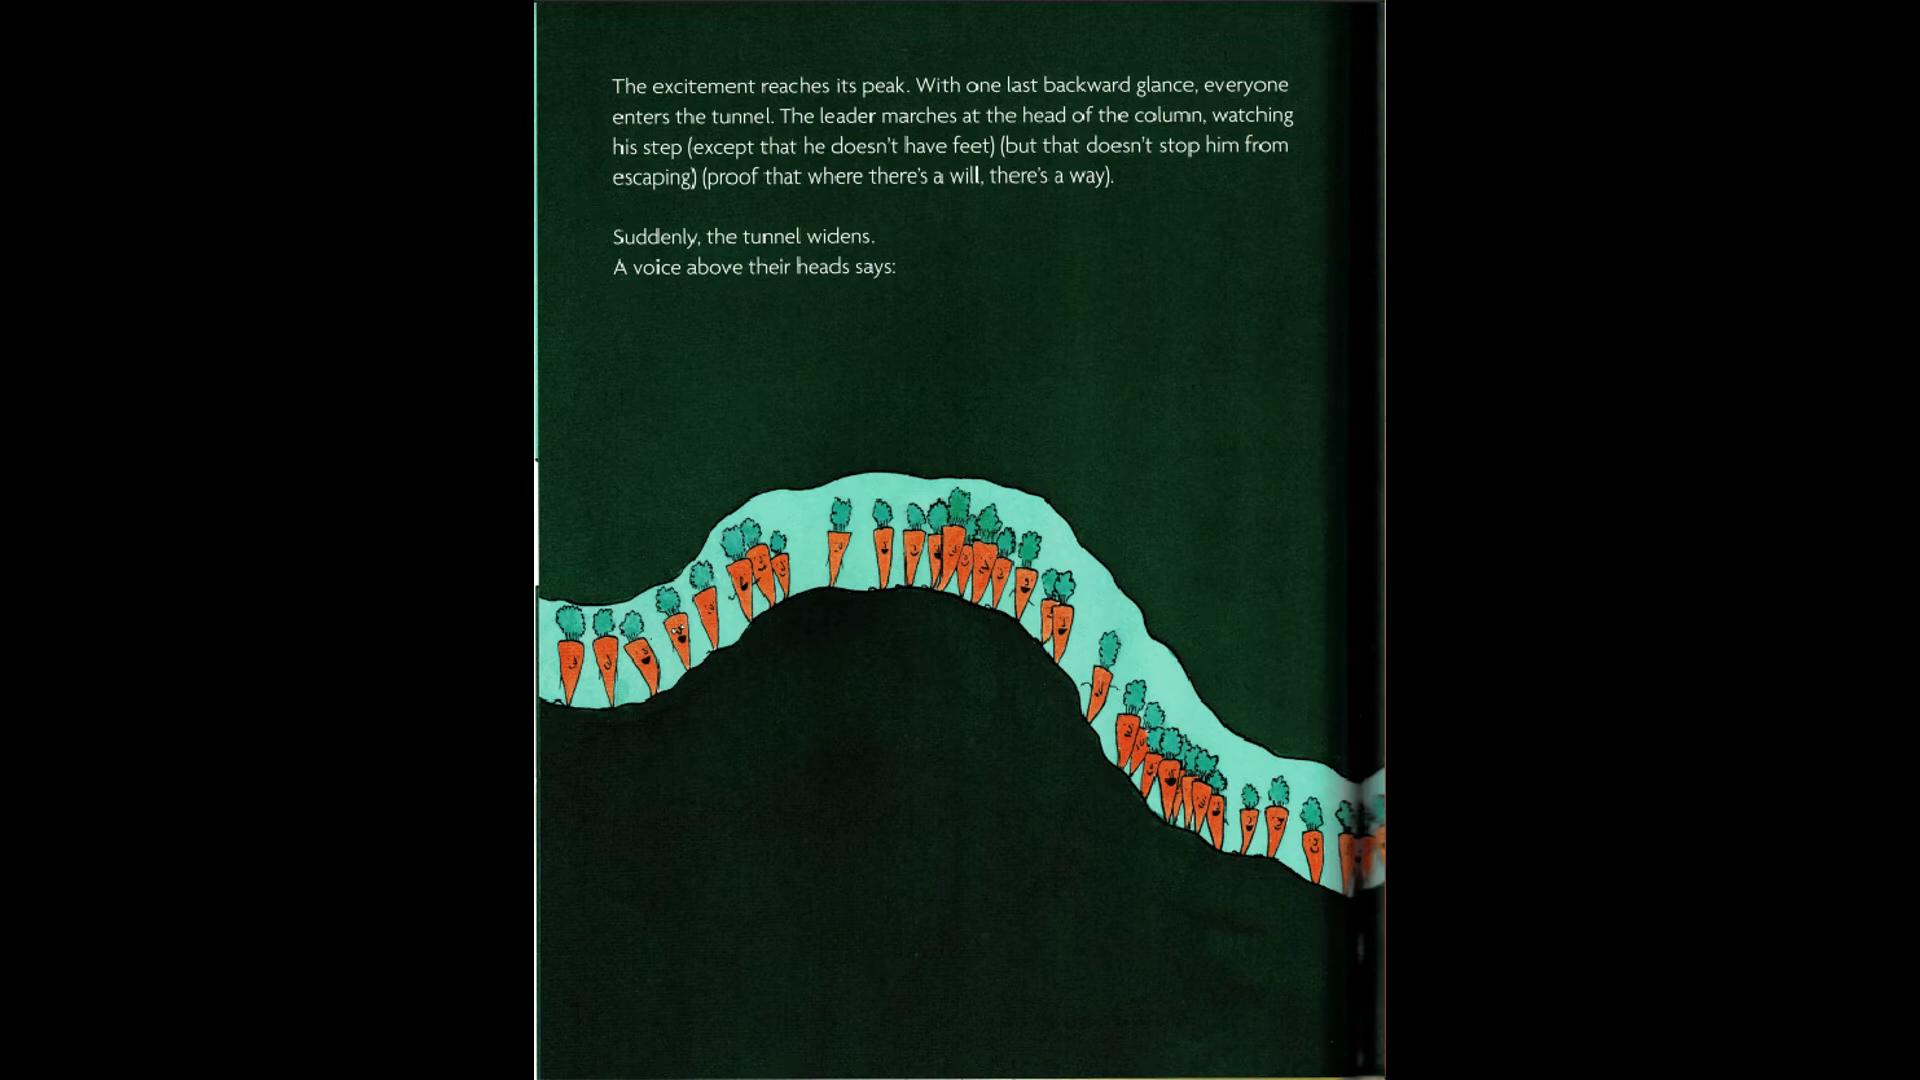 The excitement reaches its peak. With one last backward glance, everyone
enters the tunnel. The leader marches at the head of the column, watching
his step (except that he doesn't have feet) (but that doesn't stop him from
escaping) (proof that where there's a will, there's a way).
Suddenly, the tunnel widens.
A voice above their heads says: